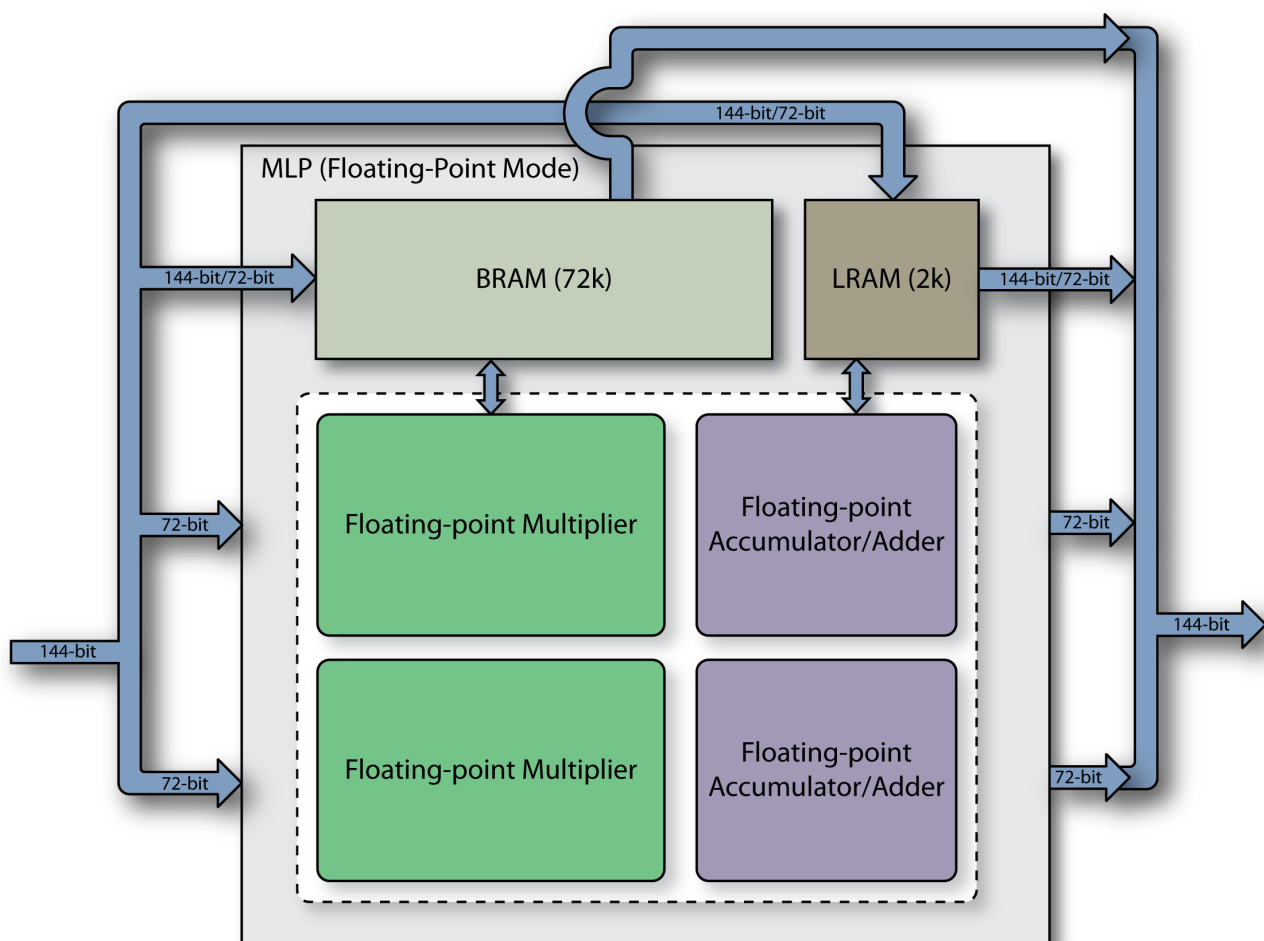 144-bit/72-bit
MLP (Floating-Point Mode)
144-bit/72-bit
BRAM (72k)
LRAM (2k)
144-bit/72-bit
72-bit
Floating-point Multiplier
Floating-point
Accumulator/Adder
72-bit
144-bit
144-bit
72-bit
Floating-point Multiplier
Floating-point
Accumulator/Adder
72-bit